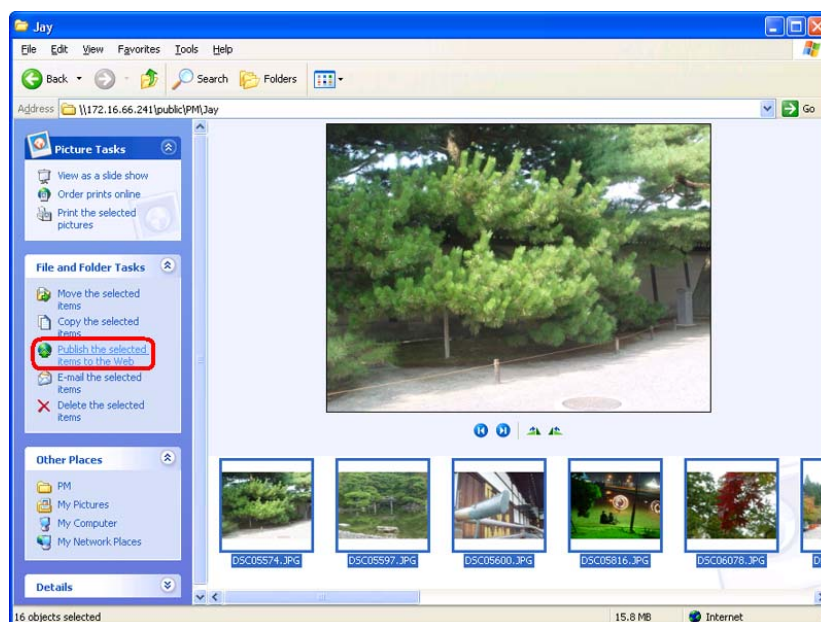 Jay
File Edit View Favorites Tools Help
Back Search Folders
Address \\172.16.66.241\public\PM\Jay Go
Picture Tasks
View as a slide show
Order prints online
Print the selected
pictures
File and Folder Tasks
Move the selected
items
Copy the selected
items
Publish the selected
items to the Web
E-mail the selected
items
Delete the selected
items
Other Places
PM
My Pictures
My Computer
My Network Places
Details
DSC05574.JPG DSC05597.JPG DSC05600.JPG DSC05816.JPG DSC06078.JPG
16 objects selected 15.8 MB Internet